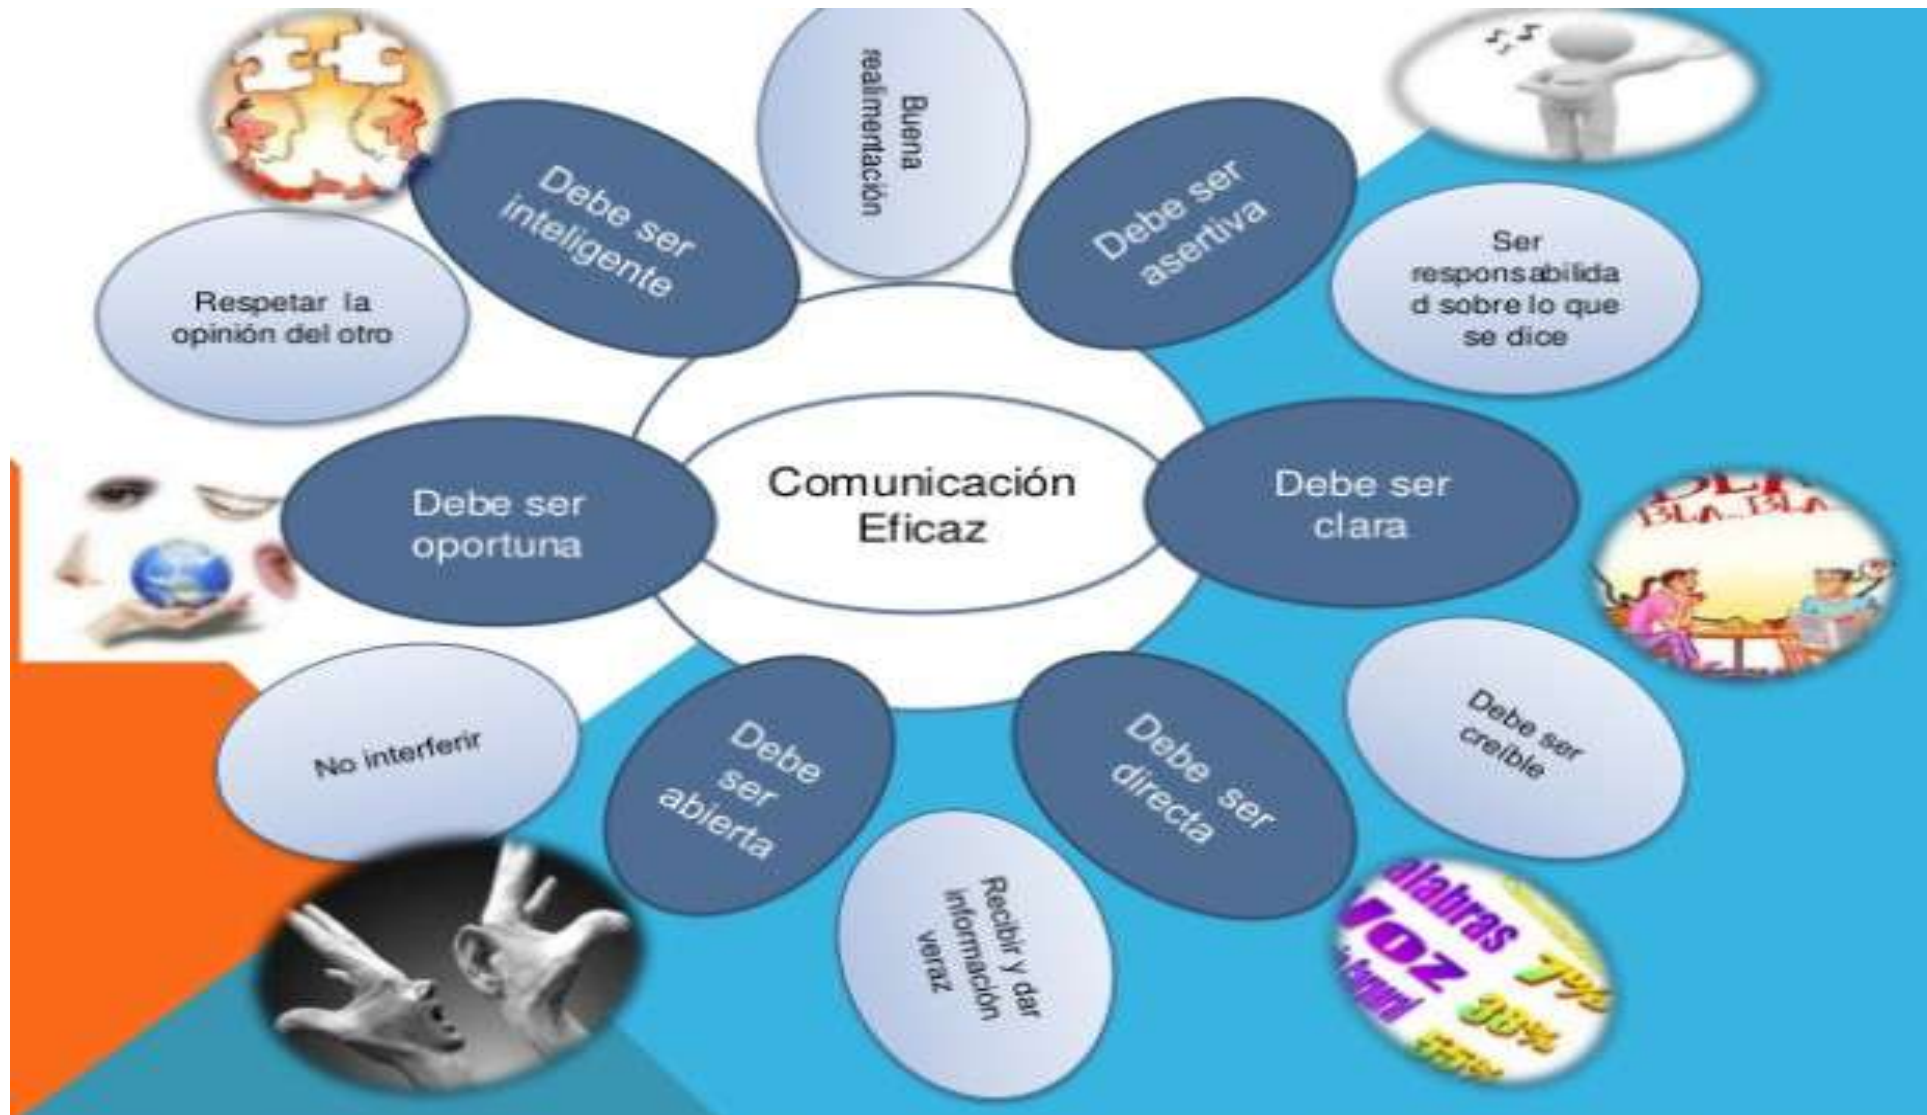 Buena
realimentación
Debe ser
inteligente
Debe ser
asertiva
Respetar la
opinión del otro
Ser
responsabilida
d sobre lo que
se dice
Comunicación
Eficaz
Debe ser
oportuna
Debe ser
clara
BLA..BLA
No interferir
Debe
ser
abierta
Debe ser
directa
Debe ser
creíble
Recibir y dar
información
veraz
alabras 7%
Voz 38%
55%